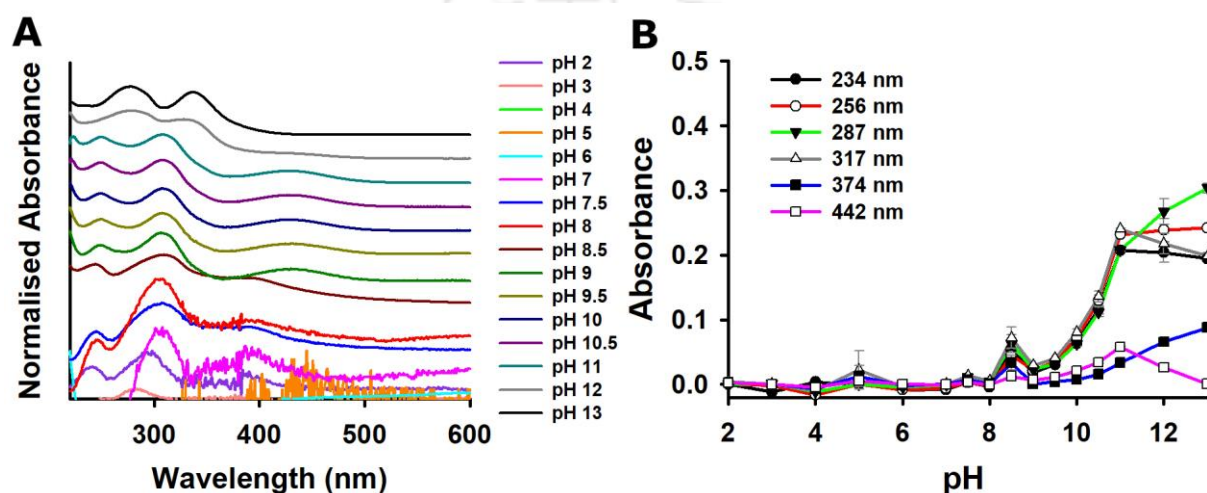 A
Normalised Absorbance
300
400
500
600
Wavelength (nm)
pH 2
pH 3
pH 4
pH 5
pH 6
pH 7
pH 7.5
pH 8
pH 8.5
pH 9
pH 9.5
pH 10
pH 10.5
pH 11
pH 12
pH 13
B
Absorbance
0.5
0.4
0.3
0.2
0.1
0.0
234 nm
256 nm
287 nm
317 nm
374 nm
442 nm
2
4
6
8
10
12
pH